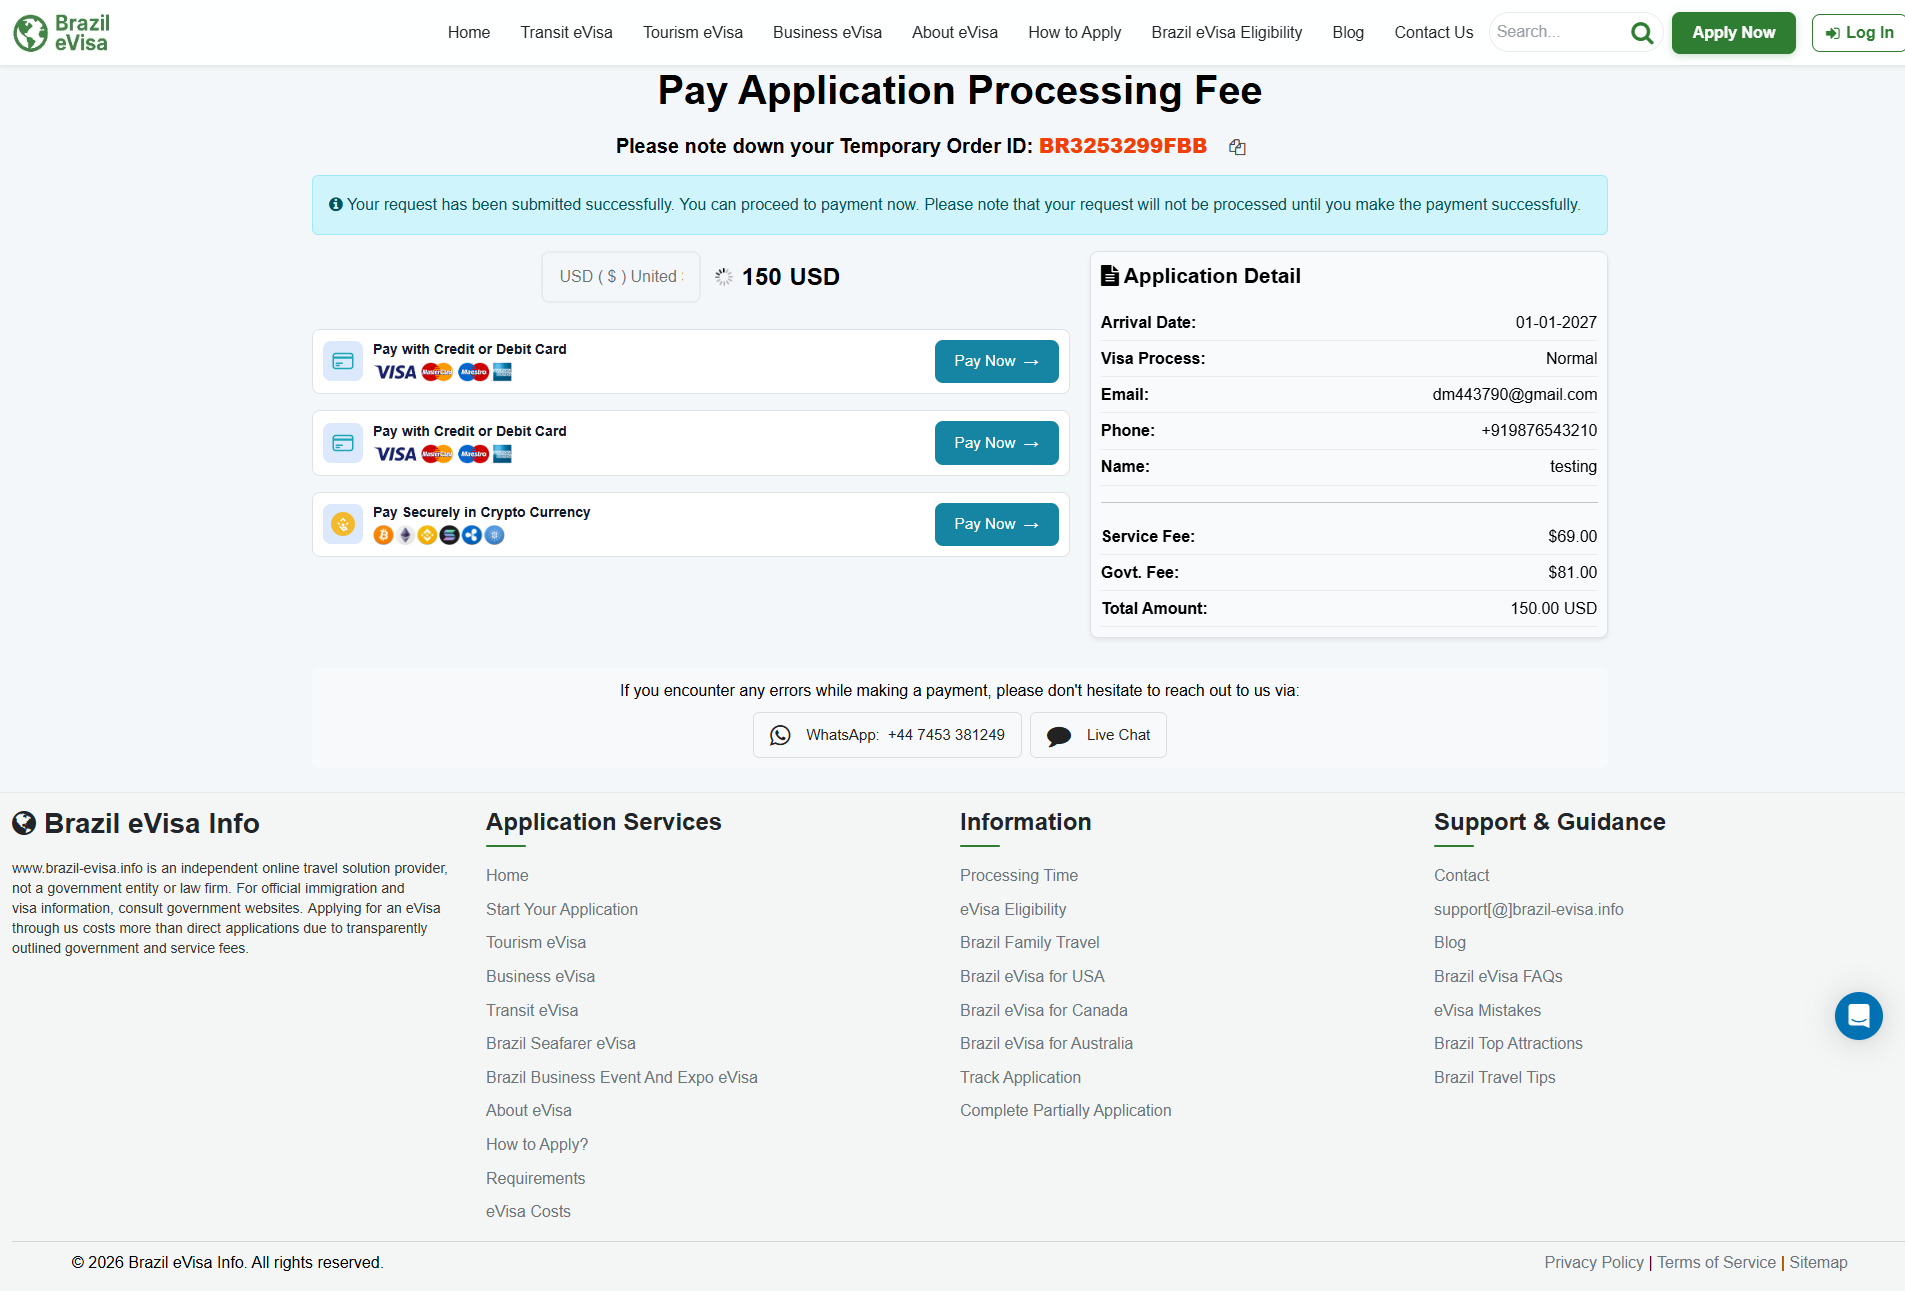 Brazil
eVisa
Home Transit eVisa Tourism eVisa Business eVisa About eVisa How to Apply Brazil eVisa Eligibility Blog Contact Us Search... Apply Now Log In
Pay Application Processing Fee
Please note down your Temporary Order ID: BR3253299FBB
Your request has been submitted successfully. You can proceed to payment now. Please note that your request will not be processed until you make the payment successfully.
USD ( $ ) United 150 USD
Pay with Credit or Debit Card
VISA MasterCard Maestro
Pay Now →
Pay with Credit or Debit Card
VISA MasterCard Maestro
Pay Now →
Pay Securely in Crypto Currency
Pay Now →
Application Detail
Arrival Date: 01-01-2027
Visa Process: Normal
Email: dm443790@gmail.com
Phone: +919876543210
Name: testing
Service Fee: $69.00
Govt. Fee: $81.00
Total Amount: 150.00 USD
If you encounter any errors while making a payment, please don't hesitate to reach out to us via:
WhatsApp: +44 7453 381249 Live Chat
Brazil eVisa Info
www.brazil-evisa.info is an independent online travel solution provider,
not a government entity or law firm. For official immigration and
visa information, consult government websites. Applying for an eVisa
through us costs more than direct applications due to transparently
outlined government and service fees.
Application Services
Home
Start Your Application
Tourism eVisa
Business eVisa
Transit eVisa
Brazil Seafarer eVisa
Brazil Business Event And Expo eVisa
About eVisa
How to Apply?
Requirements
eVisa Costs
Information
Processing Time
eVisa Eligibility
Brazil Family Travel
Brazil eVisa for USA
Brazil eVisa for Canada
Brazil eVisa for Australia
Track Application
Complete Partially Application
Support & Guidance
Contact
support[@]brazil-evisa.info
Blog
Brazil eVisa FAQs
eVisa Mistakes
Brazil Top Attractions
Brazil Travel Tips
© 2026 Brazil eVisa Info. All rights reserved.
Privacy Policy | Terms of Service | Sitemap